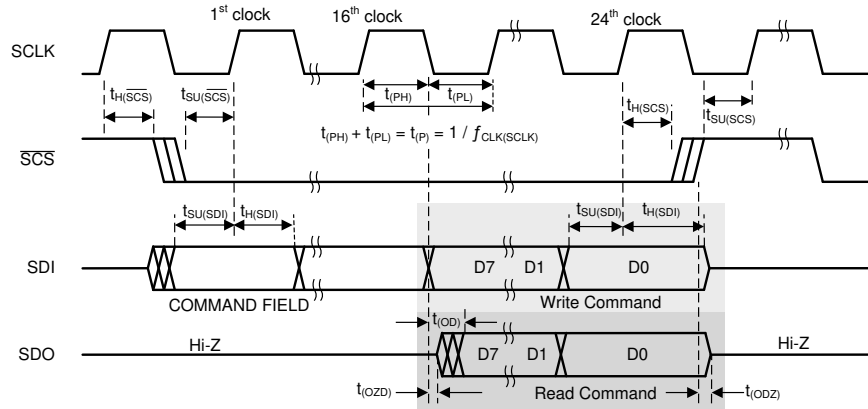 1st clock 16th clock 24th clock
SCLK
tH(SCS) tSU(SCS) t(PH) t(PL) tH(SCS) tSU(SCS)
t(PH) + t(PL) = t(P) = 1 / fCLK(SCLK)
SCS
tSU(SDI) tH(SDI) tSU(SDI) tH(SDI)
SDI D7 D1 D0
COMMAND FIELD Write Command
t(OD)
SDO Hi-Z D7 D1 D0 Hi-Z
t(OZD) Read Command t(ODZ)